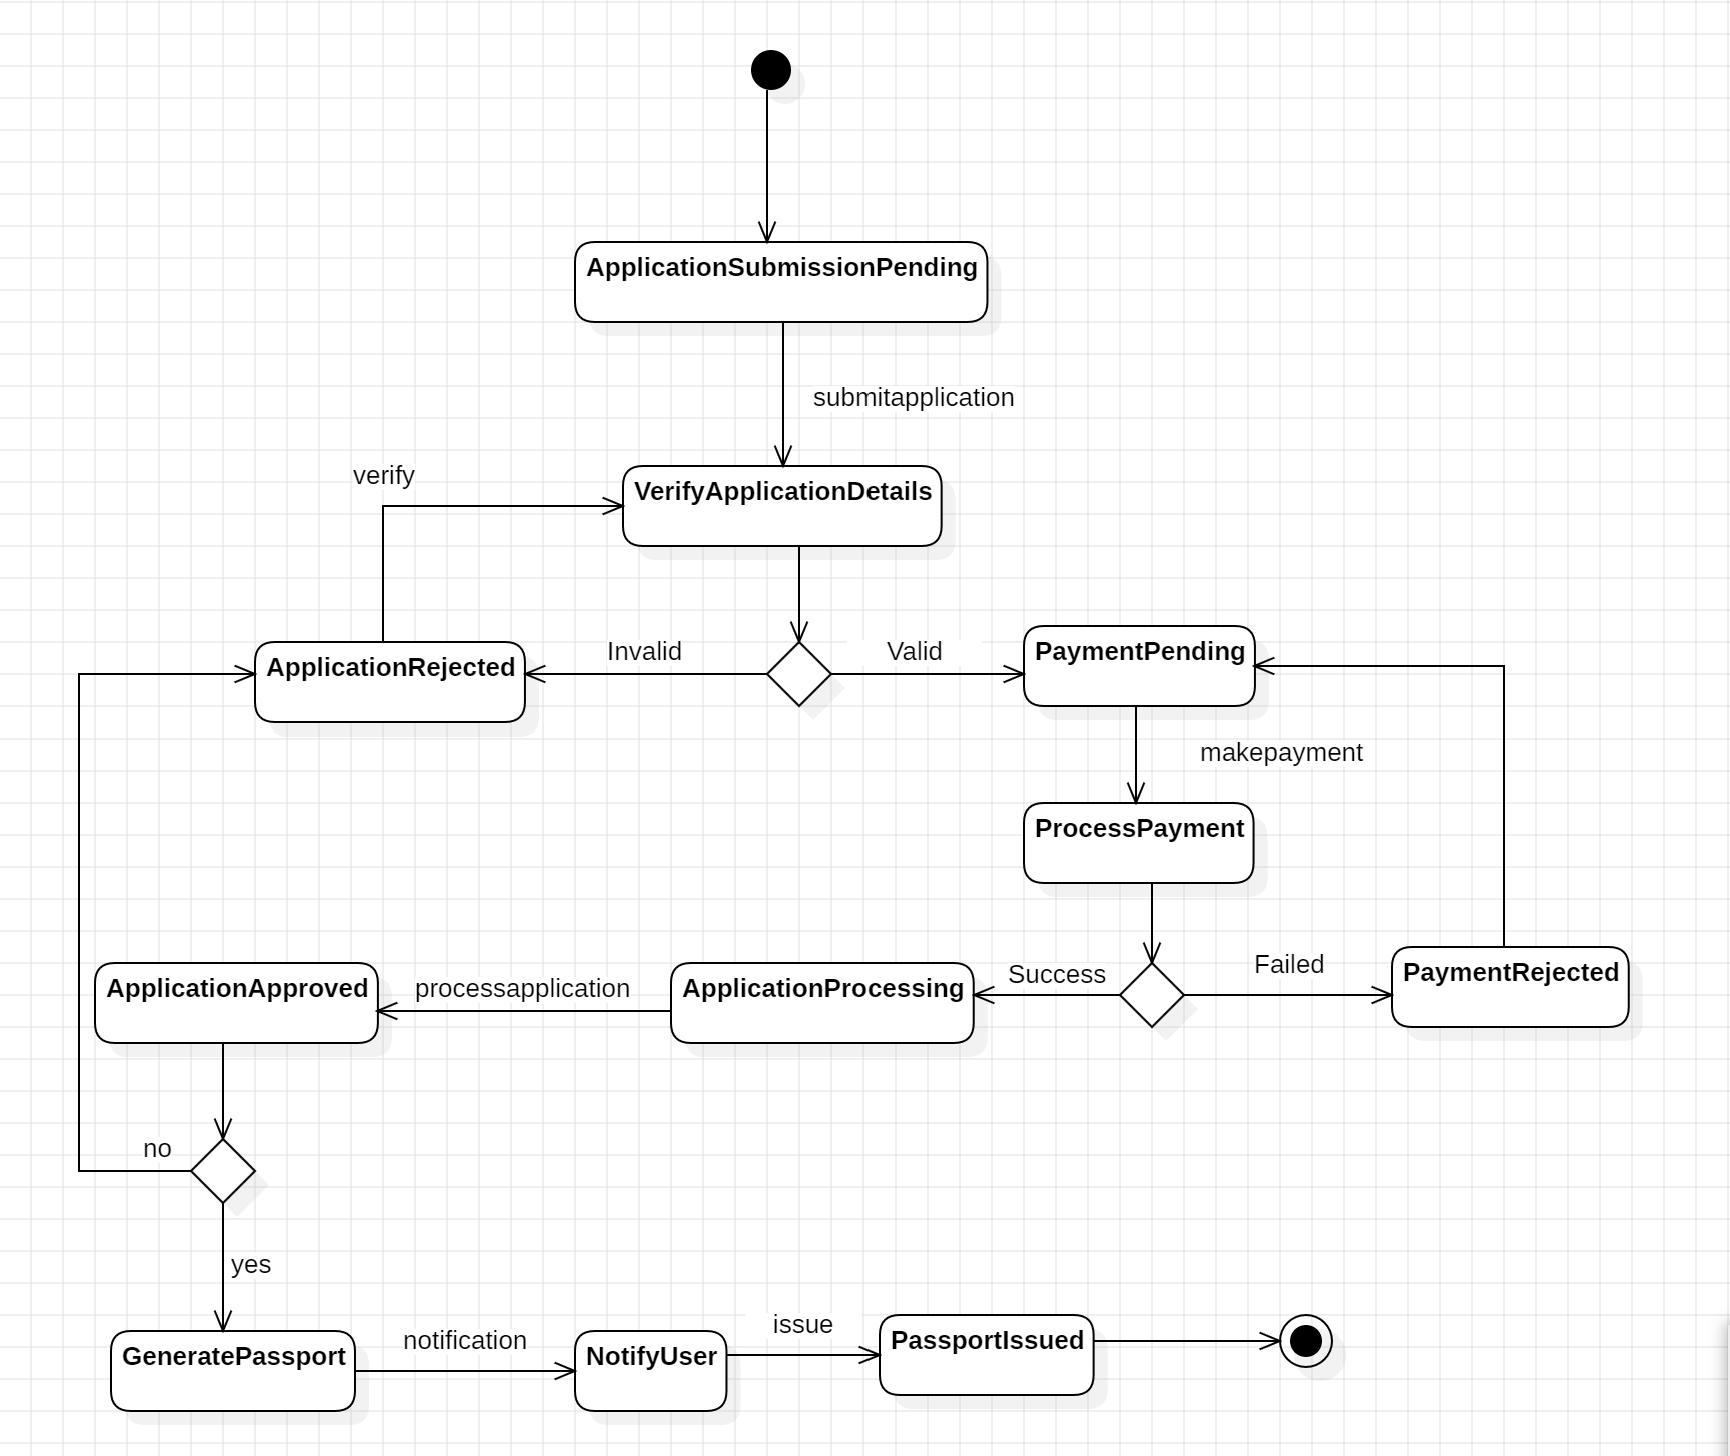 ApplicationSubmissionPending
submitapplication
verify
VerifyApplicationDetails
Invalid
Valid
PaymentPending
ApplicationRejected
makepayment
ProcessPayment
Failed
Success
PaymentRejected
ApplicationApproved
processapplication
ApplicationProcessing
no
yes
issue
notification
PassportIssued
GeneratePassport
NotifyUser